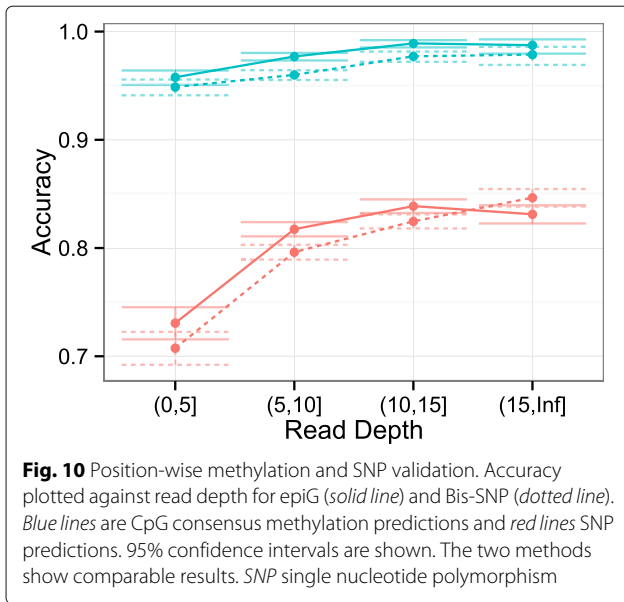 1.0
0.9
0.8
0.7
Accuracy
(0,5] (5,10] (10,15] (15,Inf]
Read Depth
Fig. 10 Position-wise methylation and SNP validation. Accuracy
plotted against read depth for epiG (solid line) and Bis-SNP (dotted line).
Blue lines are CpG consensus methylation predictions and red lines SNP
predictions. 95% confidence intervals are shown. The two methods
show comparable results. SNP single nucleotide polymorphism